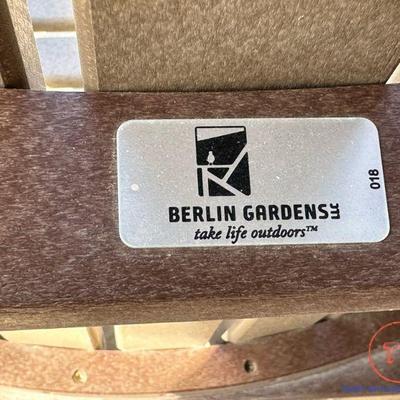 BERLIN GARDENS LLC
take life outdoors™
018